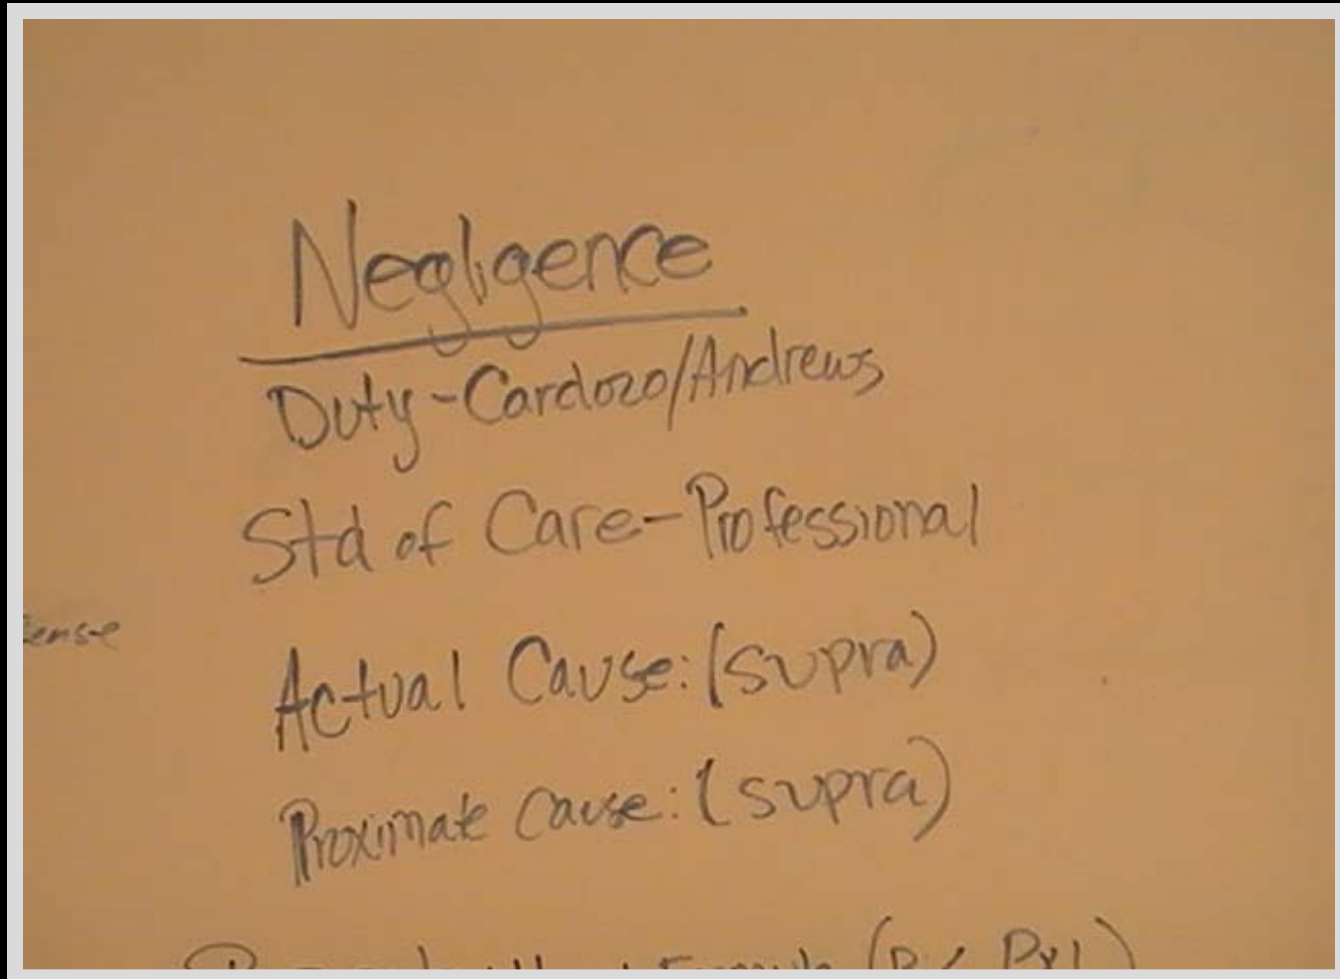 Negligence
Duty-Cardozo/Andrews
Std of Care-Professional
Actual Cause: (supra)
Proximate Cause: (supra)